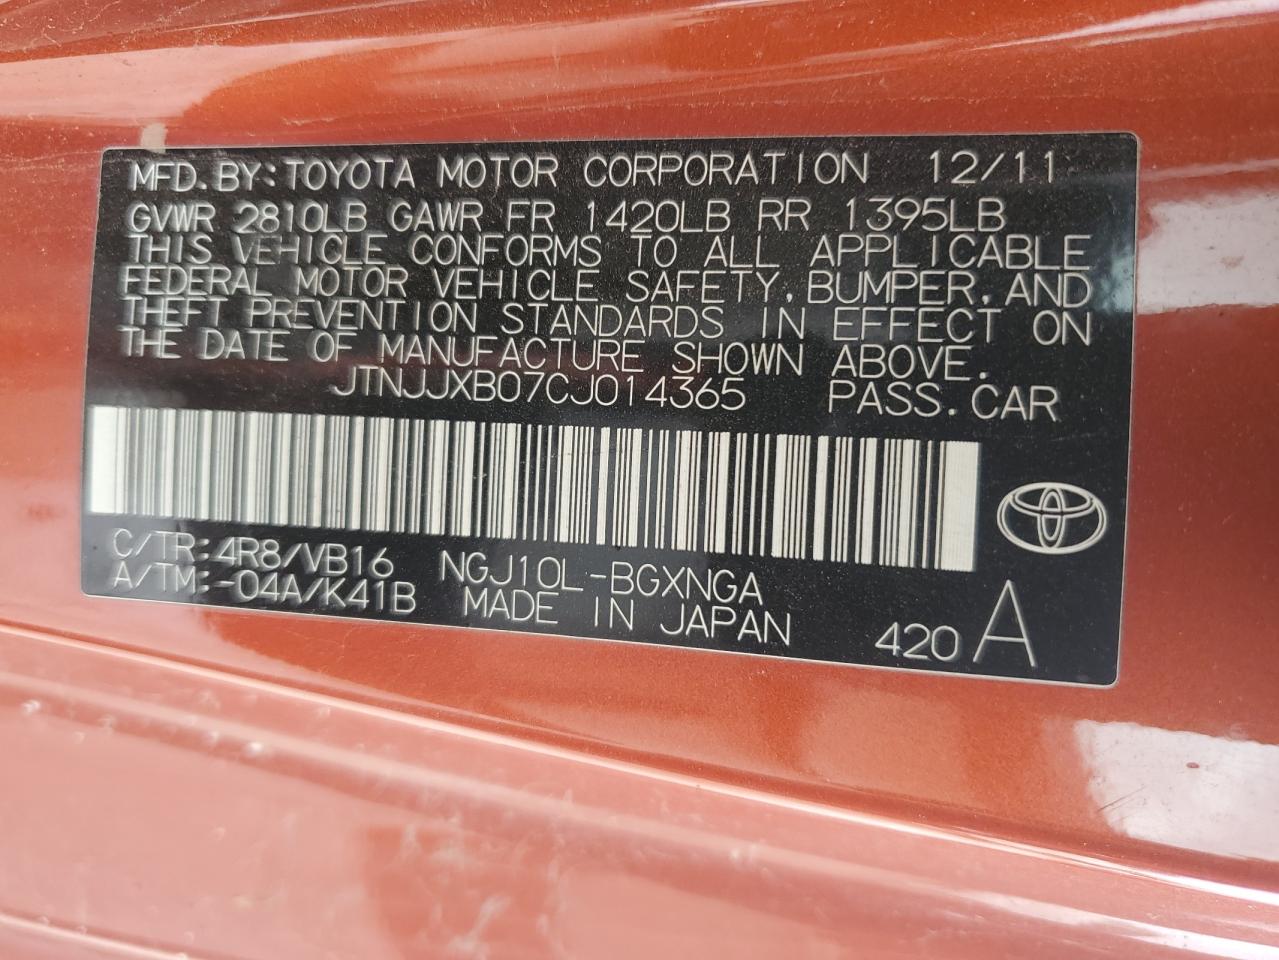 MFD.BY:TOYOTA MOTOR CORPORATION 12/11
GVWR 2810LB GAWR FR 1420LB RR 1395LB
THIS VEHICLE CONFORMS TO ALL APPLICABLE
FEDERAL MOTOR VEHICLE SAFETY,BUMPER,AND
THEFT PREVENTION STANDARDS IN EFFECT ON
THE DATE OF MANUFACTURE SHOWN ABOVE.
JTNJJXB07CJ014365 PASS.CAR
C/TR:4R8/VB16 NGJ10L-BGXNGA
A/TM:-04A/K41B MADE IN JAPAN 420 A